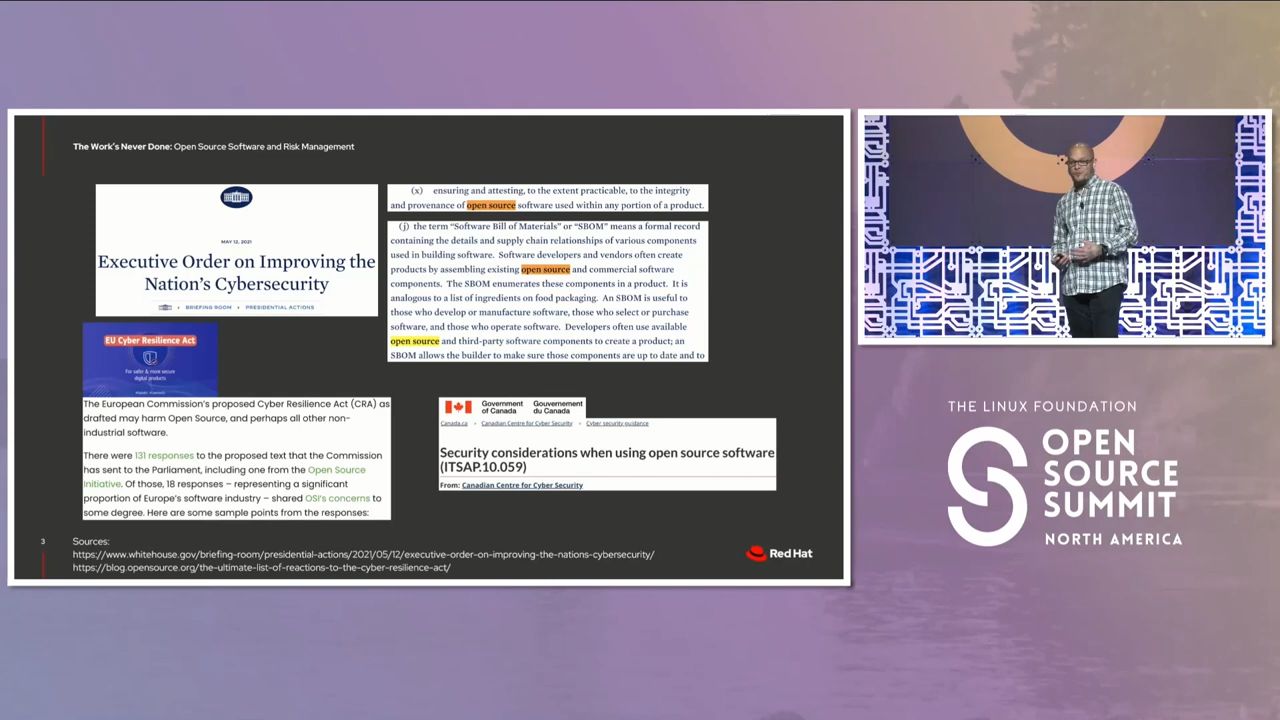 The Work's Never Done: Open Source Software and Risk Management
MAY 12, 2021
Executive Order on Improving the
Nation's Cybersecurity
BRIEFING ROOM
PRESIDENTIAL ACTIONS
(x) ensuring and attesting, to the extent practicable, to the integrity
and provenance of open source software used within any portion of a product.
(j) the term “Software Bill of Materials” or “SBOM” means a formal record
containing the details and supply chain relationships of various components
used in building software. Software developers and vendors often create
products by assembling existing open source and commercial software
components. The SBOM enumerates these components in a product. It is
analogous to a list of ingredients on food packaging. An SBOM is useful to
those who develop or manufacture software, those who select or purchase
software, and those who operate software. Developers often use available
open source and third-party software components to create a product; an
SBOM allows the builder to make sure those components are up to date and to
EU Cyber Resilience Act
For safer & more secure
digital products
The European Commission's proposed Cyber Resilience Act (CRA) as
drafted may harm Open Source, and perhaps all other non-
industrial software.
There were 131 responses to the proposed text that the Commission
has sent to the Parliament, including one from the Open Source
Initiative. Of those, 18 responses – representing a significant
proportion of Europe's software industry – shared OSI's concerns to
some degree. Here are some sample points from the responses:
Government of Canada
Gouvernement du Canada
Canada.ca
Canadian Centre for Cyber Security
Cyber security guidance
Security considerations when using open source software
(ITSAP.10.059)
From: Canadian Centre for Cyber Security
3
Sources:
https://www.whitehouse.gov/briefing-room/presidential-actions/2021/05/12/executive-order-on-improving-the-nations-cybersecurity/
https://blog.opensource.org/the-ultimate-list-of-reactions-to-the-cyber-resilience-act/
Red Hat
THE LINUX FOUNDATION
OPEN
SOURCE
SUMMIT
NORTH AMERICA